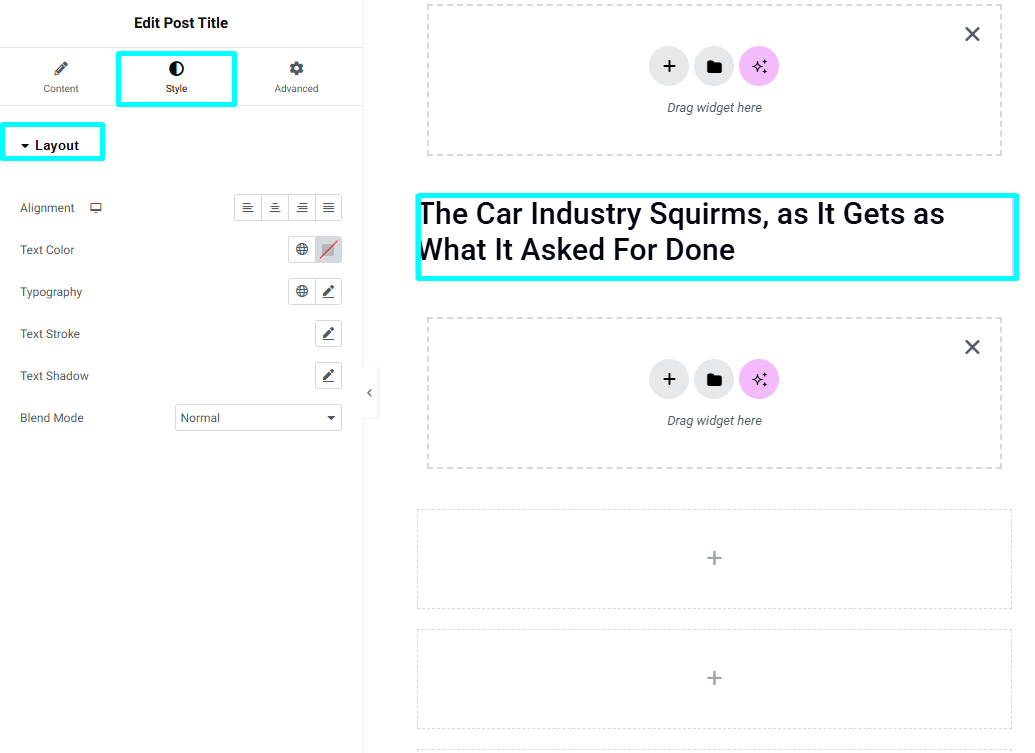 Edit Post Title
Content
Style
Advanced
Layout
Alignment
Text Color
Typography
Text Stroke
Text Shadow
Blend Mode
Normal
Drag widget here
The Car Industry Squirms, as It Gets as
What It Asked For Done
Drag widget here